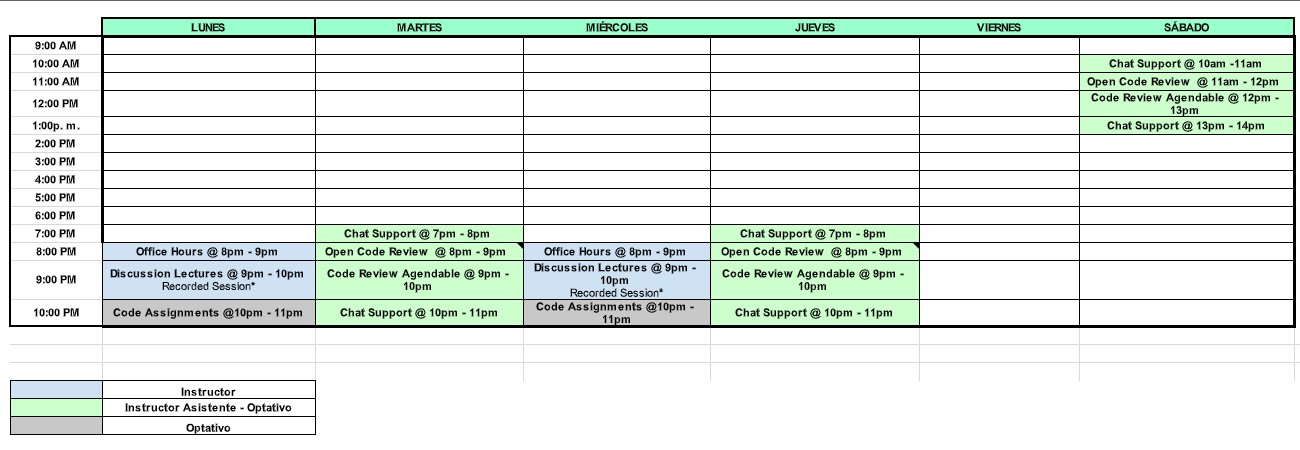 LUNES MARTES MIÉRCOLES JUEVES VIERNES SÁBADO
9:00 AM
10:00 AM Chat Support @ 10am -11am
11:00 AM Open Code Review @ 11am - 12pm
12:00 PM Code Review Agendable @ 12pm -
13pm
1:00p. m. Chat Support @ 13pm - 14pm
2:00 PM
3:00 PM
4:00 PM
5:00 PM
6:00 PM
7:00 PM Chat Support @ 7pm - 8pm Chat Support @ 7pm - 8pm
8:00 PM Office Hours @ 8pm - 9pm Open Code Review @ 8pm - 9pm Office Hours @ 8pm - 9pm Open Code Review @ 8pm - 9pm
9:00 PM Discussion Lectures @ 9pm - 10pm Code Review Agendable @ 9pm - Discussion Lectures @ 9pm - Code Review Agendable @ 9pm -
Recorded Session* 10pm 10pm 10pm
Recorded Session*
10:00 PM Code Assignments @10pm - 11pm Chat Support @ 10pm - 11pm Code Assignments @10pm - Chat Support @ 10pm - 11pm
11pm
Instructor
Instructor Asistente - Optativo
Optativo